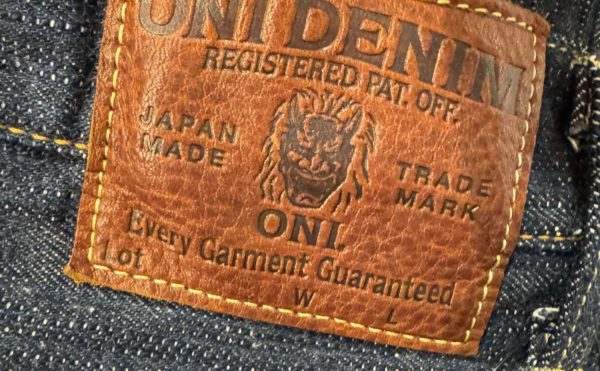 ONI DENIM
REGISTERED PAT. OFF.
JAPAN
MADE
TRADE
MARK
ONI.
Every Garment Guaranteed
Lot
W
L